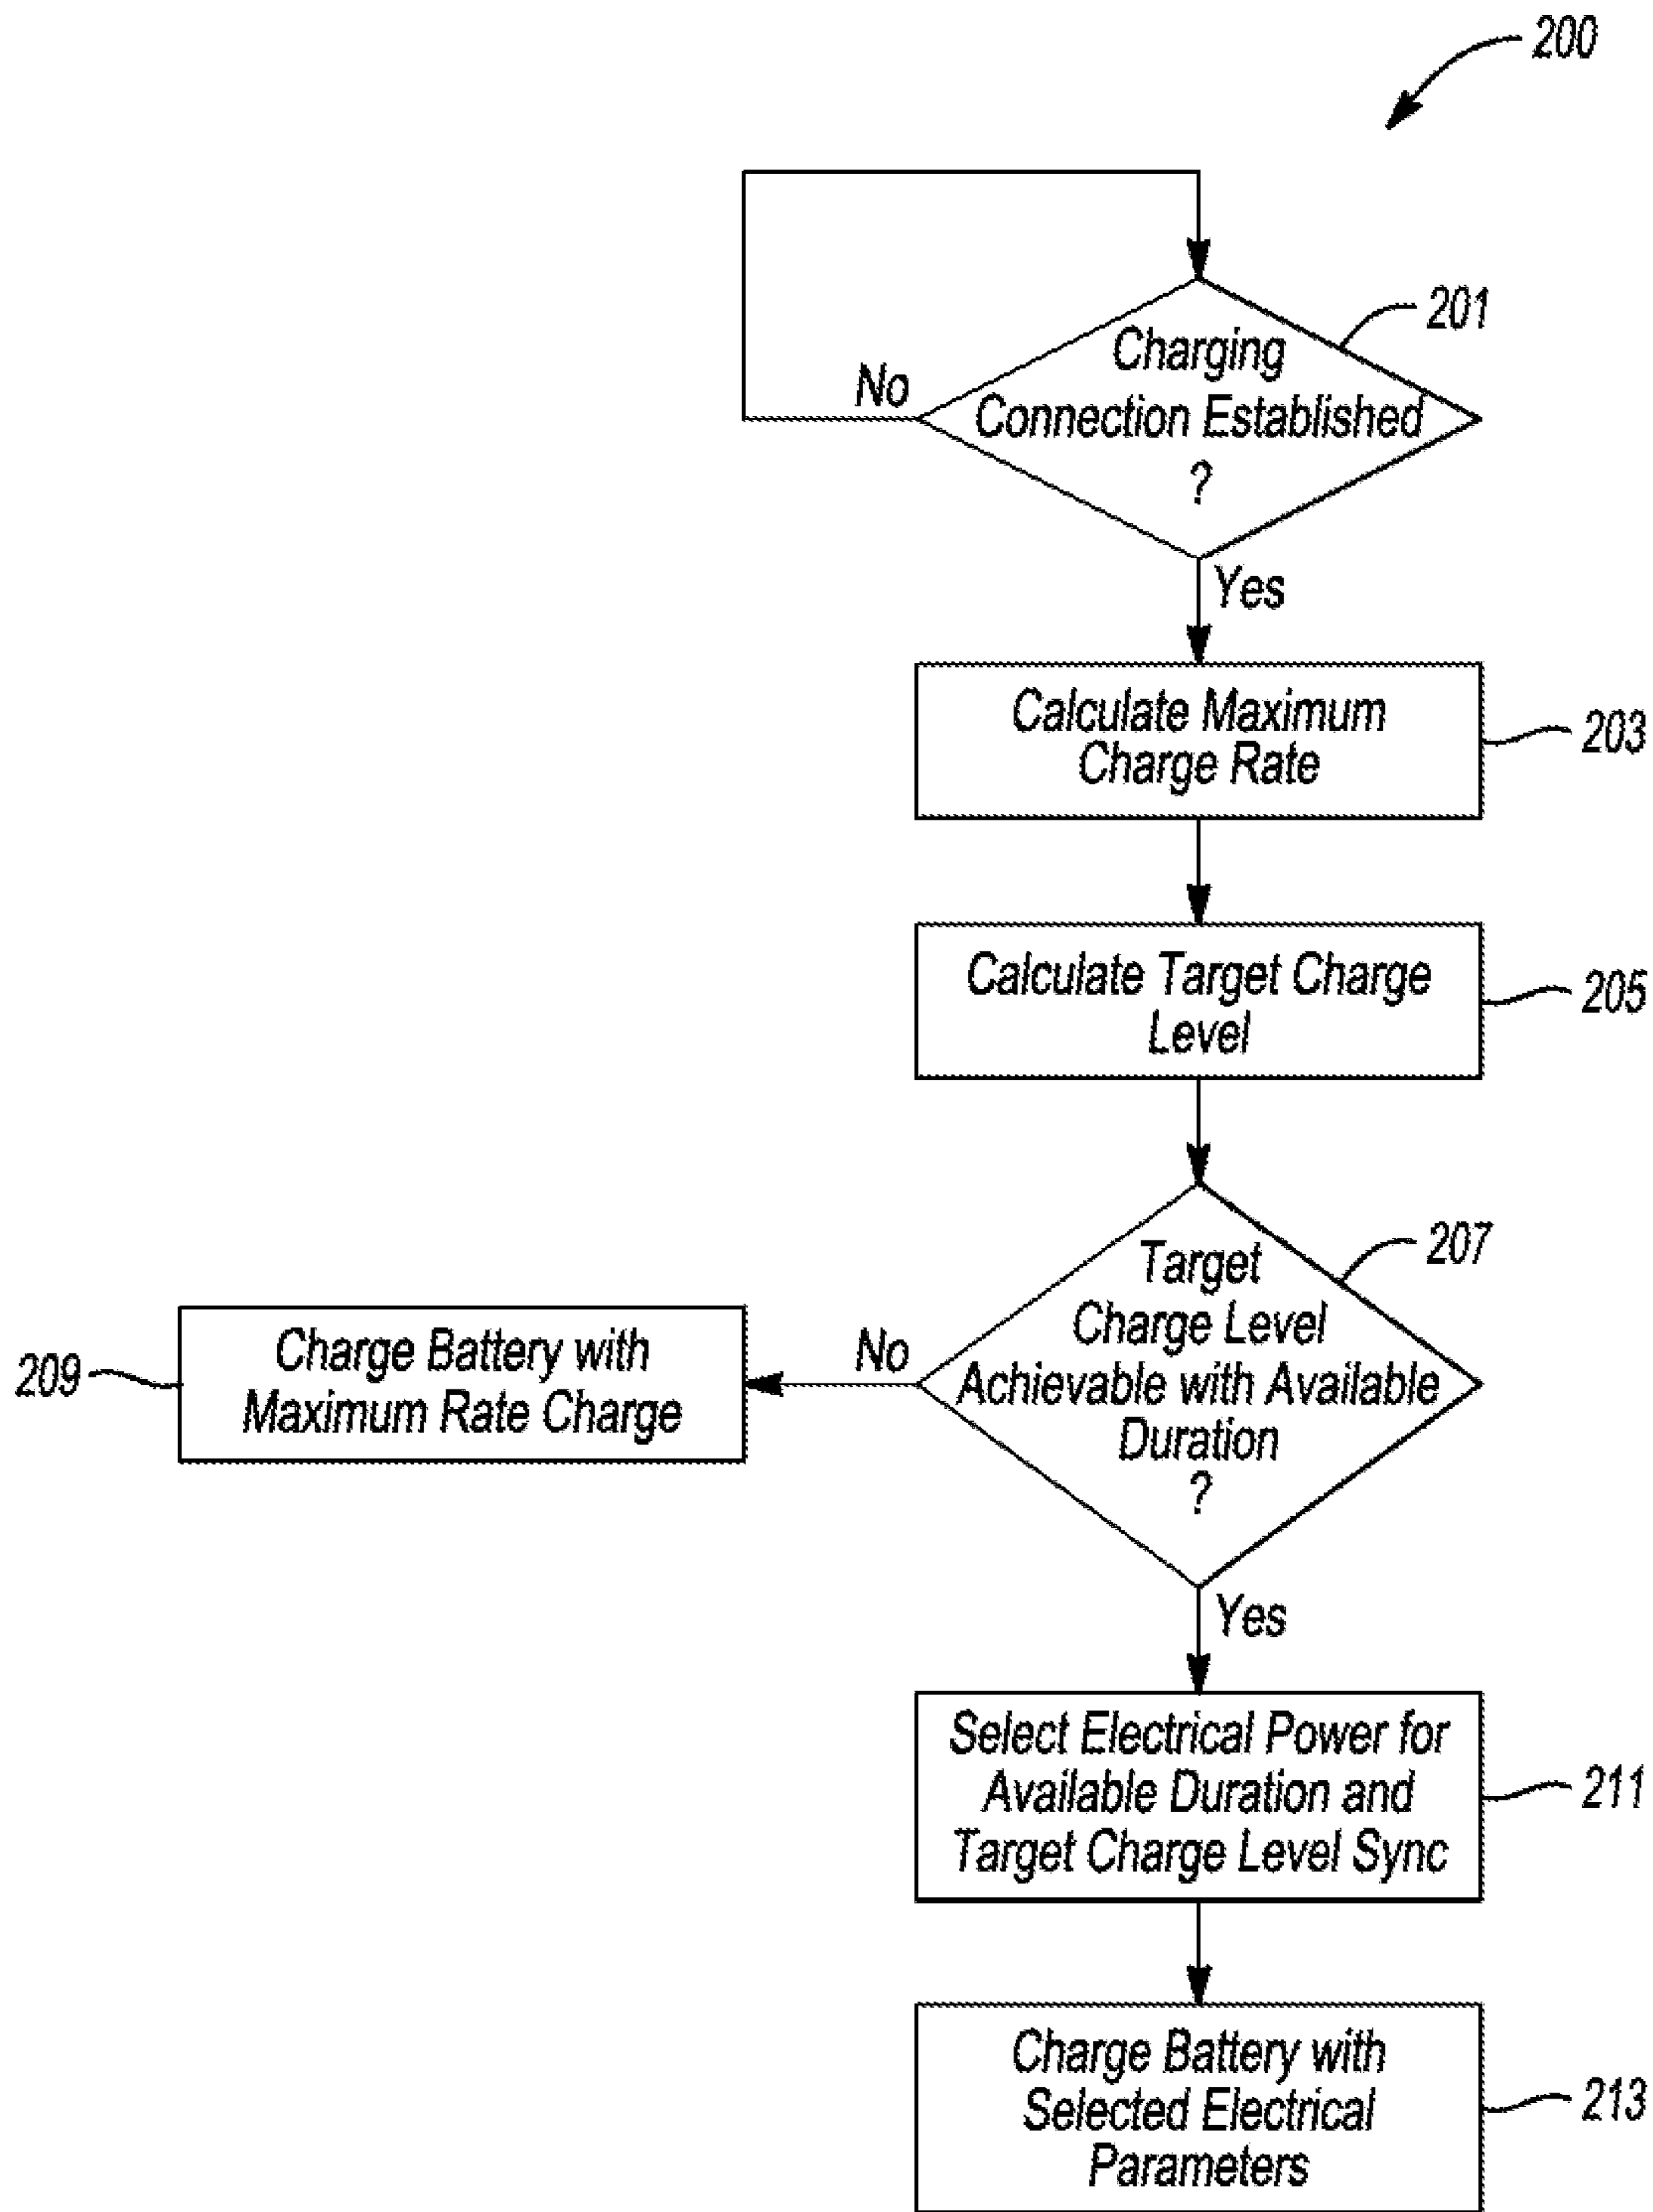 200
201
Charging
Connection Established
?
No
Yes
Calculate Maximum
Charge Rate
203
Calculate Target Charge
Level
205
207
Target
Charge Level
Achievable with Available
Duration
?
No
Charge Battery with
Maximum Rate Charge
209
Yes
Select Electrical Power for
Available Duration and
Target Charge Level Sync
211
Charge Battery with
Selected Electrical
Parameters
213